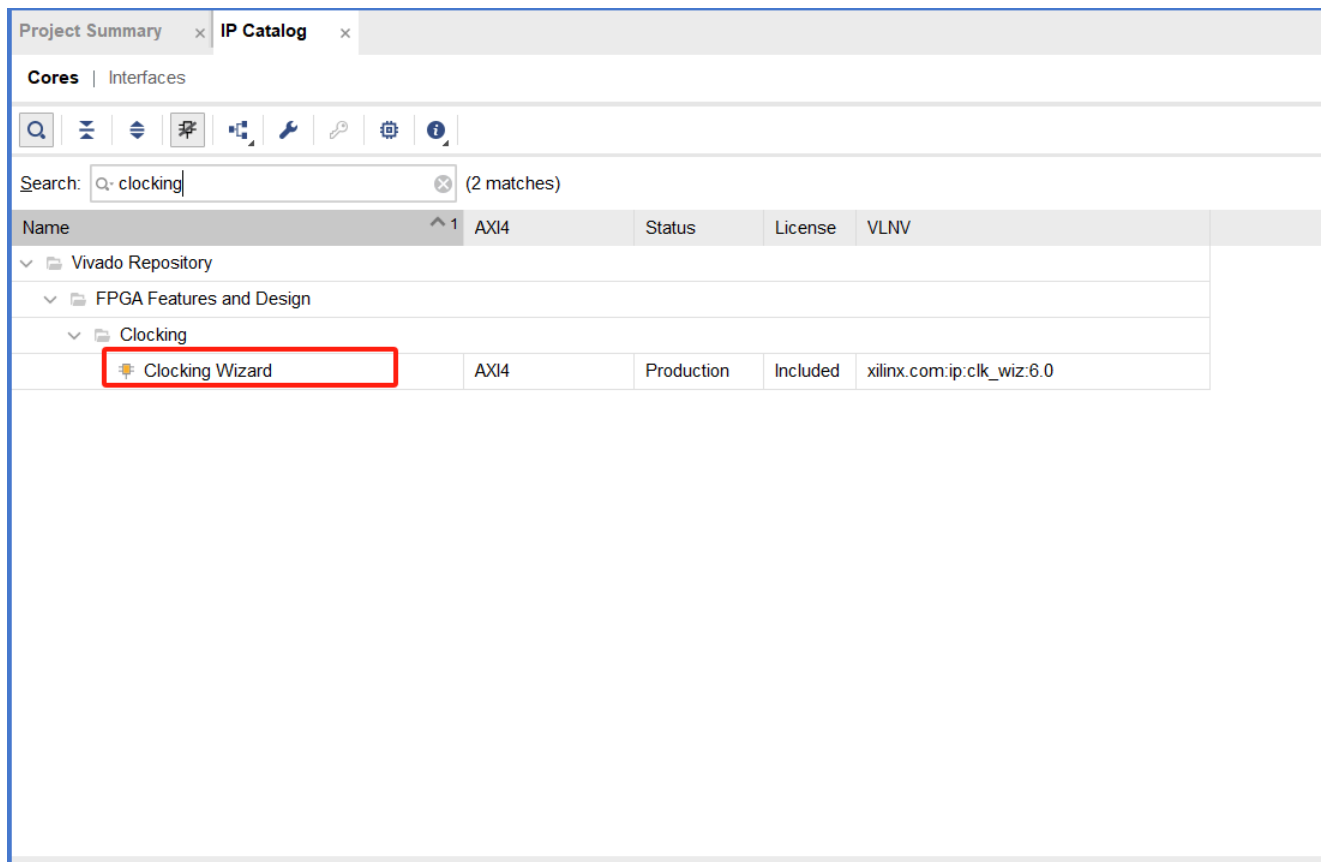 Project Summary × IP Catalog ×
Cores | Interfaces
Search: clocking (2 matches)
Name 1 AXI4 Status License VLNV
Vivado Repository
FPGA Features and Design
Clocking
Clocking Wizard AXI4 Production Included xilinx.com:ip:clk_wiz:6.0